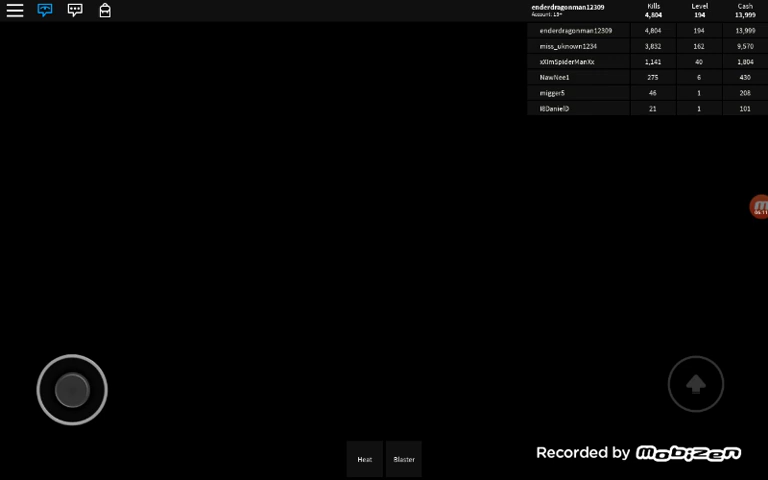 enderdragonman12309 Kills Level Cash
Account: 13+ 4,804 194 13,999
enderdragonman12309 4,804 194 13,999
miss_uknown1234 3,832 162 9,570
xXImSpiderManXx 1,141 40 1,804
NawNee1 275 6 430
migger5 46 1 208
DanielD 21 1 101
Heat Blaster
Recorded by MOBIZEN